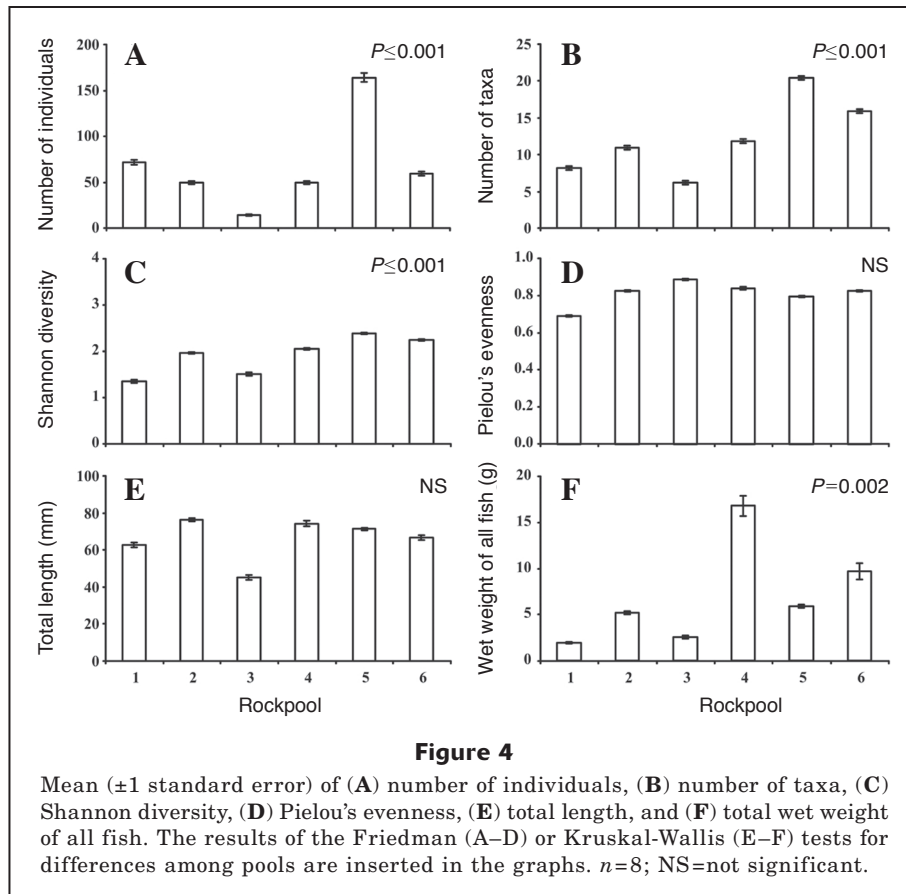 A
P≤0.001
Number of individuals
200
150
100
50
0
B
P≤0.001
Number of taxa
25
20
15
10
5
0
C
P≤0.001
Shannon diversity
4
3
2
1
0
D
NS
Pielou's evenness
1.0
0.8
0.6
0.4
0.2
0.0
E
NS
Total length (mm)
100
80
60
40
20
0
1 2 3 4 5 6
Rockpool
F
P=0.002
Wet weight of all fish (g)
20
15
10
5
0
1 2 3 4 5 6
Rockpool
Figure 4
Mean (±1 standard error) of (A) number of individuals, (B) number of taxa, (C)
Shannon diversity, (D) Pielou's evenness, (E) total length, and (F) total wet weight
of all fish. The results of the Friedman (A–D) or Kruskal-Wallis (E–F) tests for
differences among pools are inserted in the graphs. n=8; NS=not significant.